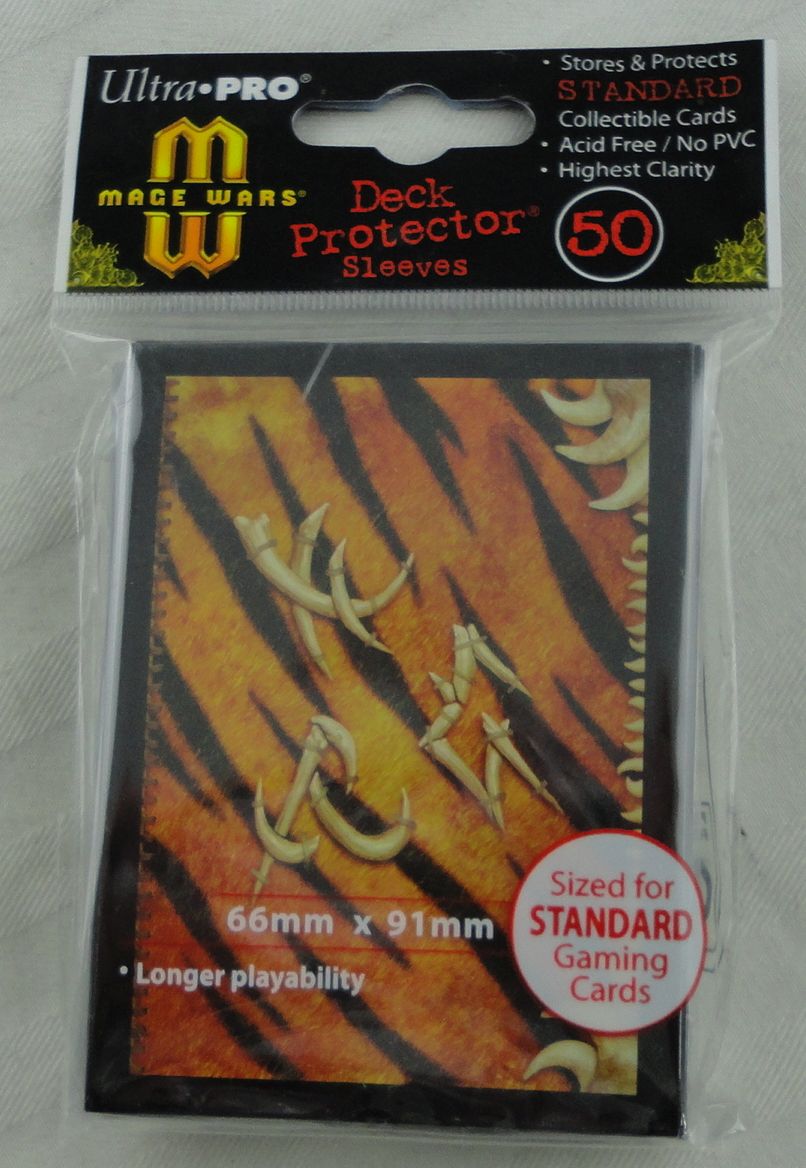 Ultra•PRO®
MAGE WARS®
M
W
Deck
Protector®
Sleeves
• Stores & Protects
STANDARD
Collectible Cards
• Acid Free / No PVC
• Highest Clarity
50
66mm x 91mm
• Longer playability
Sized for
STANDARD
Gaming
Cards